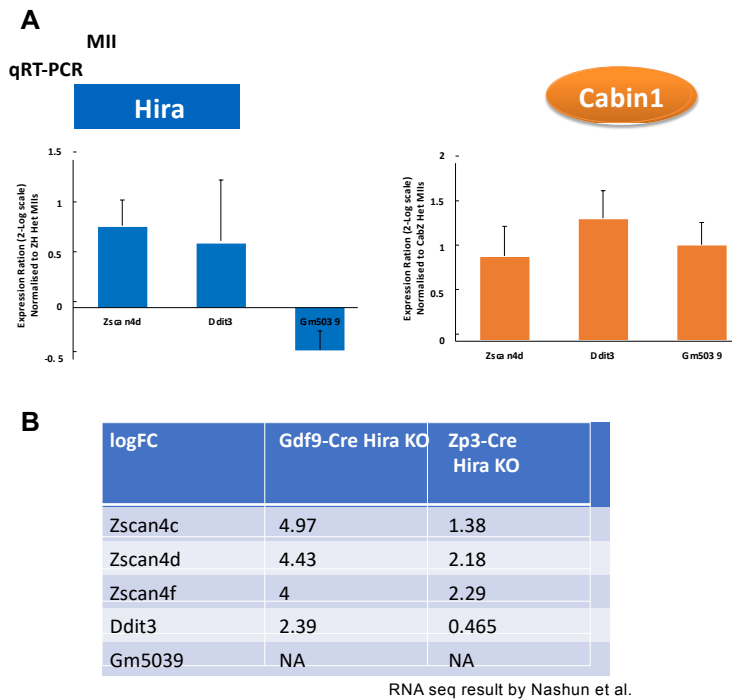 A
MII
qRT-PCR
Hira
Cabin1
Expression Ration (2-Log scale)
Normalised to ZH Het MIIs
1.5
1
0.5
0
-0. 5
Zscan4d
Ddit3
Gm503 9
Expression Ration (2-Log scale)
Normalised to CabZ Het MIIs
2
1.5
1
0.5
0
Zscan4d
Ddit3
Gm503 9
B
logFC Gdf9-Cre Hira KO Zp3-Cre
Hira KO
Zscan4c 4.97 1.38
Zscan4d 4.43 2.18
Zscan4f 4 2.29
Ddit3 2.39 0.465
Gm5039 NA NA
RNA seq result by Nashun et al.